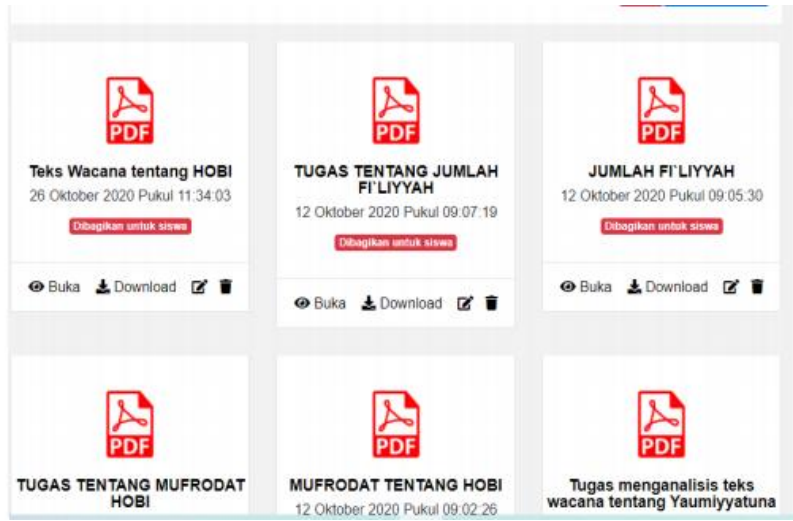 PDF
Teks Wacana tentang HOBI
26 Oktober 2020 Pukul 11:34:03
Dibagikan untuk siswa
Buka Download
PDF
TUGAS TENTANG JUMLAH
FI`LIYYAH
12 Oktober 2020 Pukul 09:07:19
Dibagikan untuk siswa
Buka Download
PDF
JUMLAH FI`LIYYAH
12 Oktober 2020 Pukul 09:05:30
Dibagikan untuk siswa
Buka Download
PDF
TUGAS TENTANG MUFRODAT
HOBI
PDF
MUFRODAT TENTANG HOBI
12 Oktober 2020 Pukul 09:02:26
PDF
Tugas menganalisis teks
wacana tentang Yaumiyyatuna